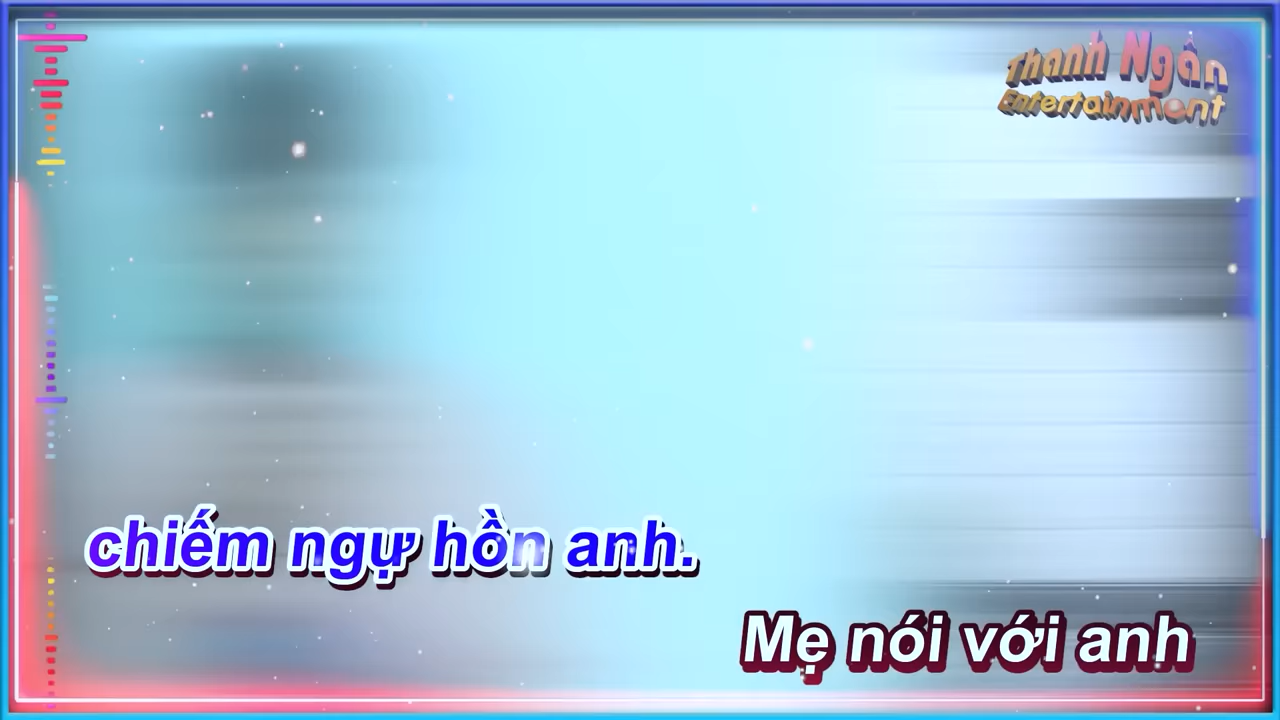 Thanh Ngân
Entertainment
chiếm ngự hồn anh.
Mẹ nói với anh